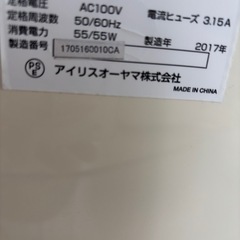 定格電圧 AC100V 電流ヒューズ 3.15A
定格周波数 50/60Hz
消費電力 55/55W
製造番号 1705160010CA 製造年 2017年
PSE アイリスオーヤマ株式会社
MADE IN CHINA